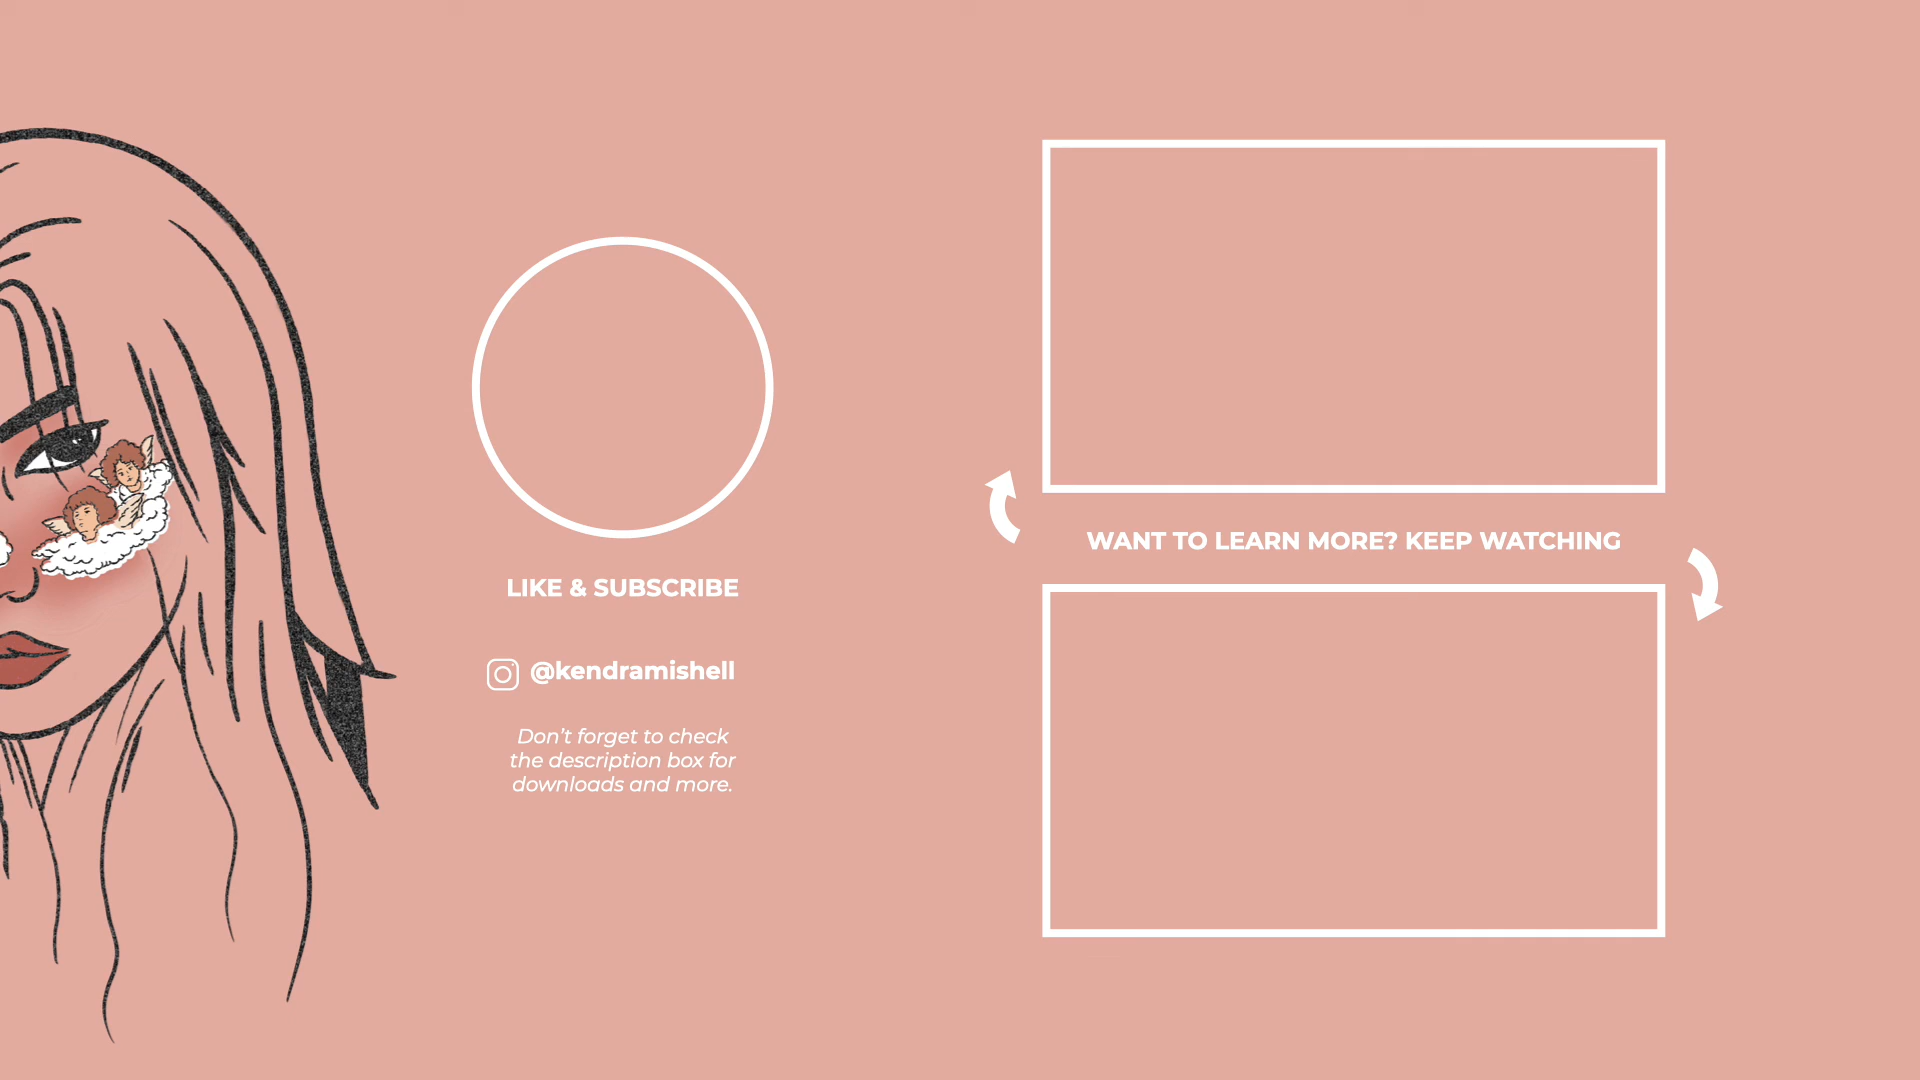 LIKE & SUBSCRIBE
@kendramishell
Don't forget to check
the description box for
downloads and more.
WANT TO LEARN MORE? KEEP WATCHING